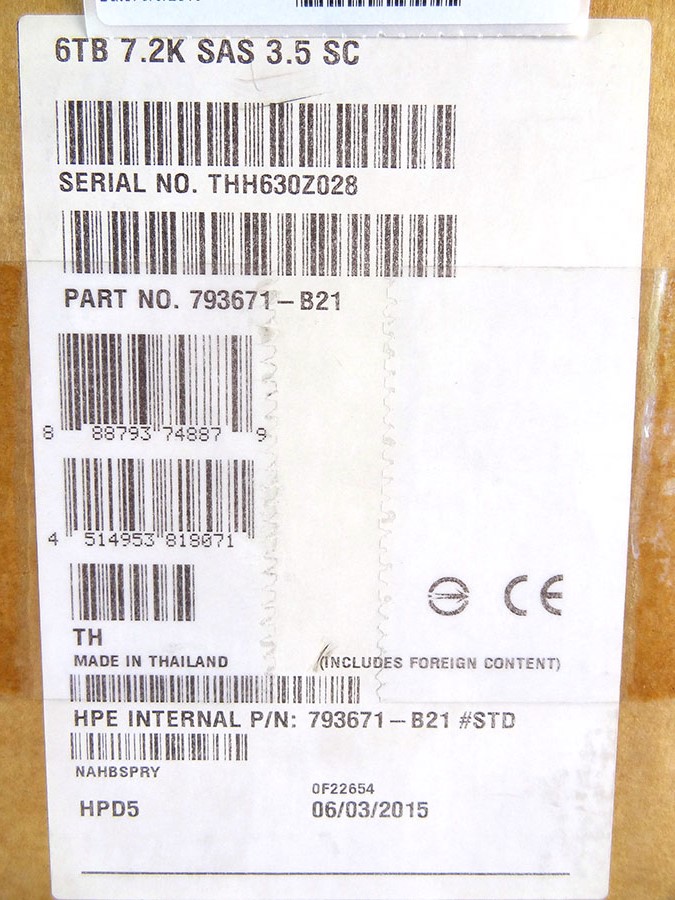 6TB 7.2K SAS 3.5 SC
SERIAL NO. THH630Z028
PART NO. 793671-B21
8 88793 74887 9
4 514953 818071
CE
TH
MADE IN THAILAND (INCLUDES FOREIGN CONTENT)
HPE INTERNAL P/N: 793671-B21 #STD
NAHBSPRY
0F22654
HPD5 06/03/2015